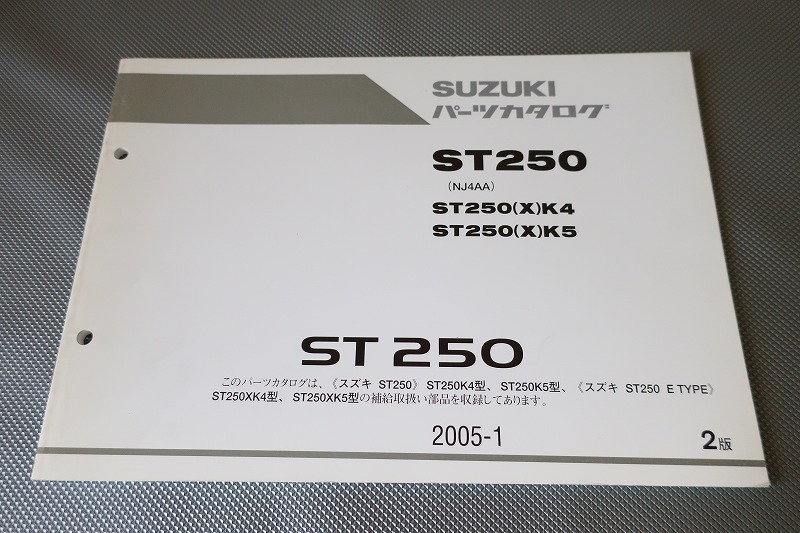 SUZUKI
パーツカタログ
ST250
(NJ4AA)
ST250(X)K4
ST250(X)K5
ST 250
このパーツカタログは、《スズキ ST250》 ST250K4型、 ST250K5型、 《スズキ ST250 E TYPE》
ST250XK4型、 ST250XK5型の補給取扱い部品を収録してあります。
2005-1
2版